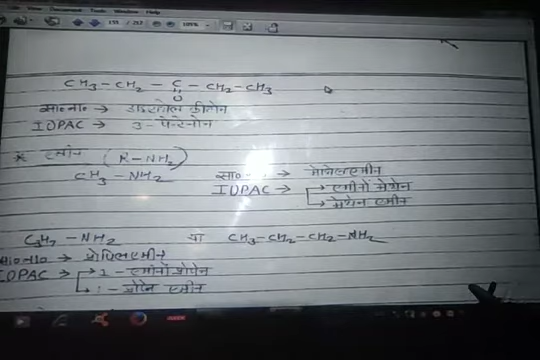 CH3-CH2-C-CH2-CH3
O
सा०ना० → डाइएथिल कीटोन
IUPAC → 3-पेन्टेनोन
* एमीन (R-NH2)
CH3-NH2 सा०ना० → मेथिलएमीन
IUPAC → एमीनों मेथेन
→ मेथेन एमीन
C3H7-NH2 या CH3-CH2-CH2-NH2
सा०ना० → प्रोपिलएमीन
IUPAC → 1-एमीनों प्रोपेन
→ 1-प्रोपेन एमीन